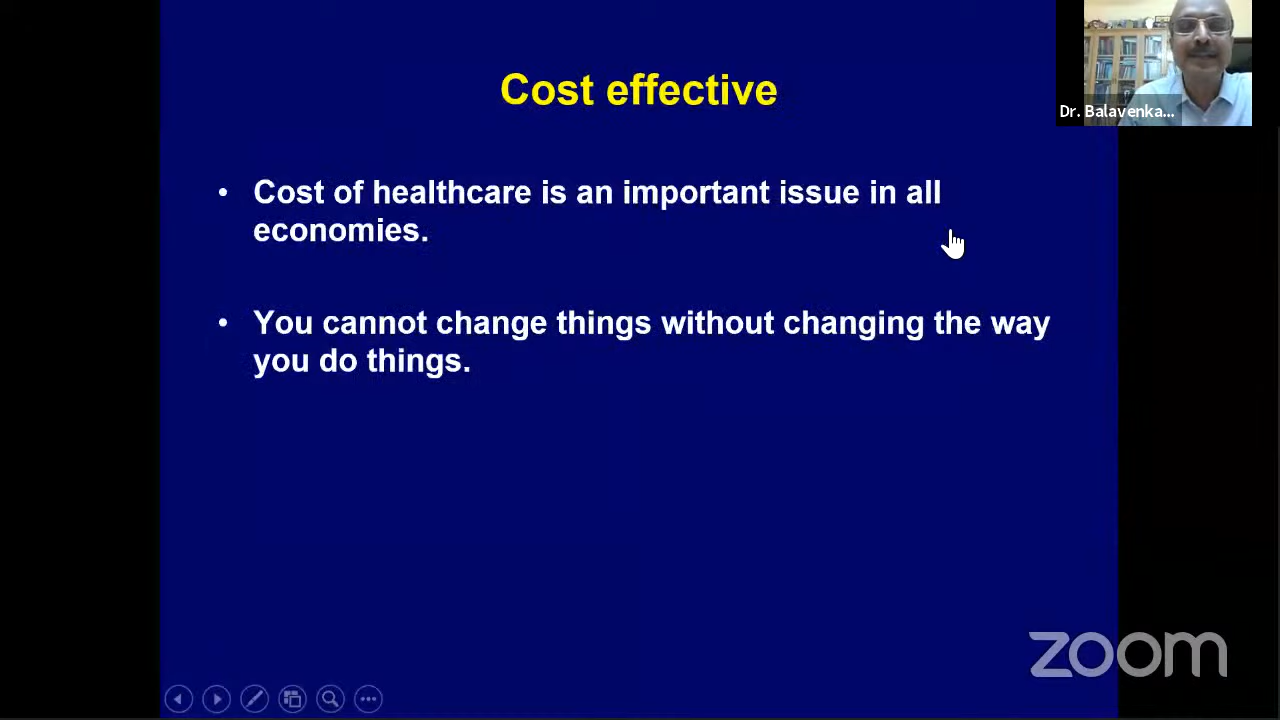 Cost effective
Dr. Balavenka...
• Cost of healthcare is an important issue in all
economies.
• You cannot change things without changing the way
you do things.
zoom